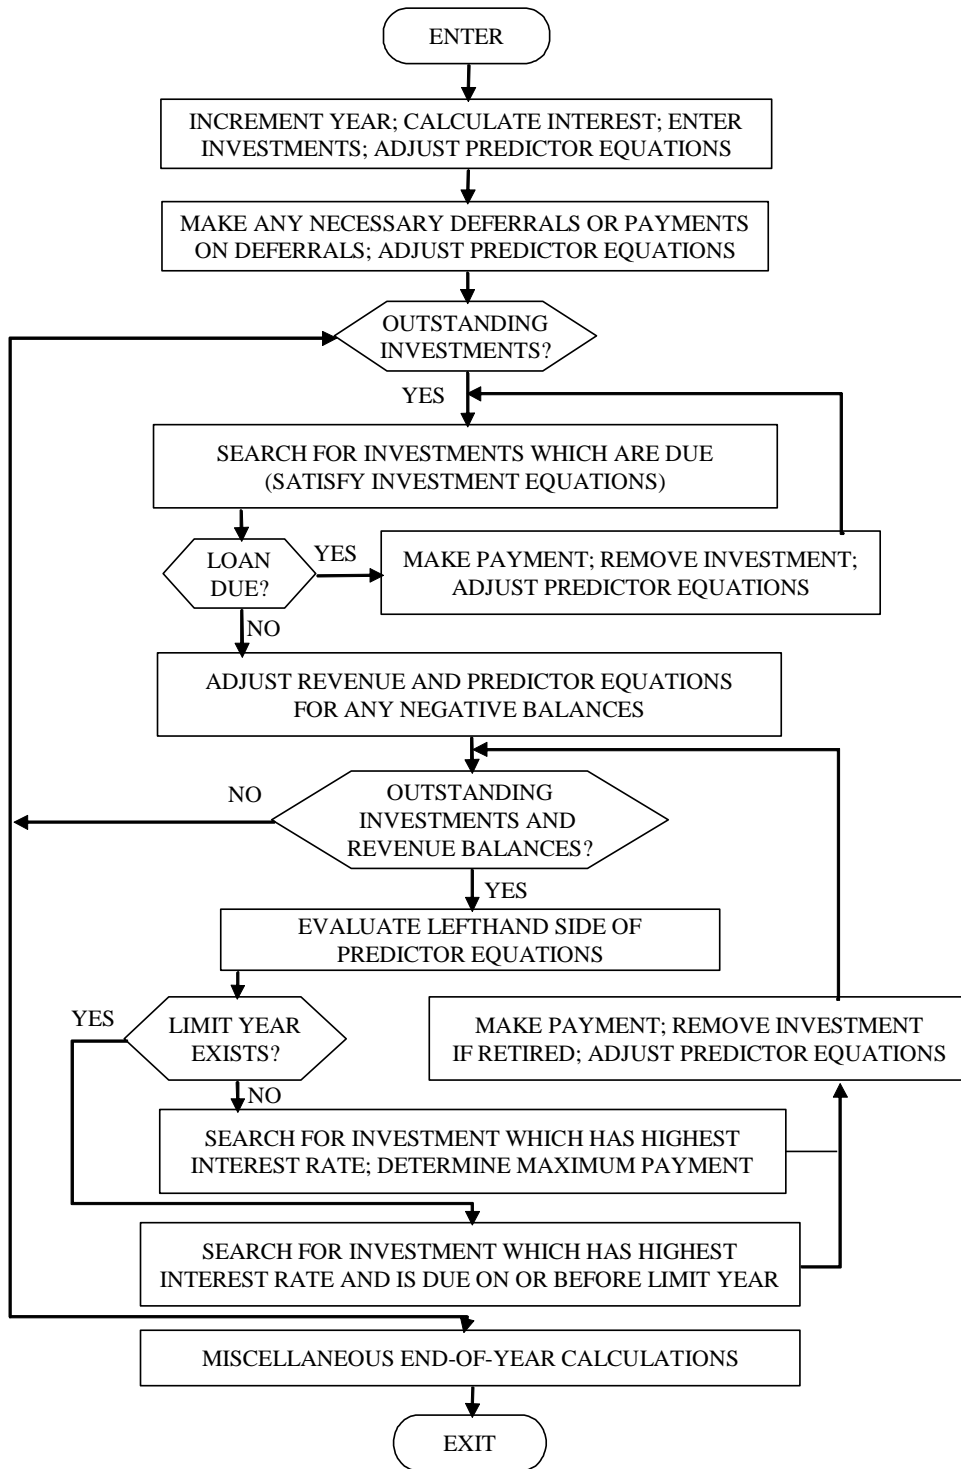 ENTER
INCREMENT YEAR; CALCULATE INTEREST; ENTER
INVESTMENTS; ADJUST PREDICTOR EQUATIONS
MAKE ANY NECESSARY DEFERRALS OR PAYMENTS
ON DEFERRALS; ADJUST PREDICTOR EQUATIONS
OUTSTANDING
INVESTMENTS?
YES
SEARCH FOR INVESTMENTS WHICH ARE DUE
(SATISFY INVESTMENT EQUATIONS)
LOAN
DUE?
YES
MAKE PAYMENT; REMOVE INVESTMENT;
ADJUST PREDICTOR EQUATIONS
NO
ADJUST REVENUE AND PREDICTOR EQUATIONS
FOR ANY NEGATIVE BALANCES
NO
OUTSTANDING
INVESTMENTS AND
REVENUE BALANCES?
YES
EVALUATE LEFTHAND SIDE OF
PREDICTOR EQUATIONS
YES
LIMIT YEAR
EXISTS?
MAKE PAYMENT; REMOVE INVESTMENT
IF RETIRED; ADJUST PREDICTOR EQUATIONS
NO
SEARCH FOR INVESTMENT WHICH HAS HIGHEST
INTEREST RATE; DETERMINE MAXIMUM PAYMENT
SEARCH FOR INVESTMENT WHICH HAS HIGHEST
INTEREST RATE AND IS DUE ON OR BEFORE LIMIT YEAR
MISCELLANEOUS END-OF-YEAR CALCULATIONS
EXIT